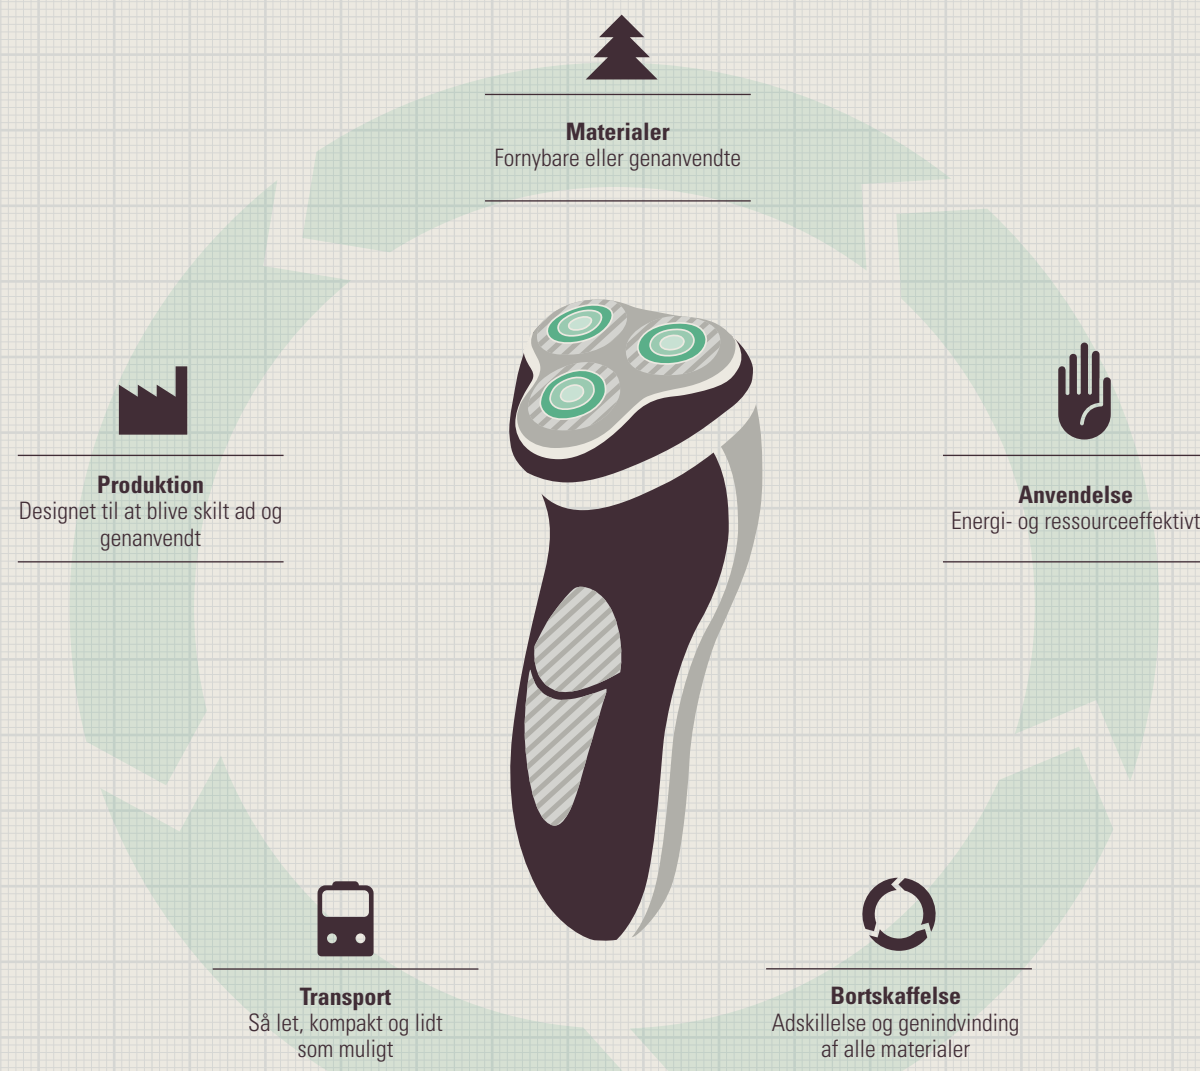 Materialer
Fornybare eller genanvendte
Produktion
Designet til at blive skilt ad og
genanvendt
Anvendelse
Energi- og ressourceeffektivt
Transport
Så let, kompakt og lidt
som muligt
Bortskaffelse
Adskillelse og genindvinding
af alle materialer